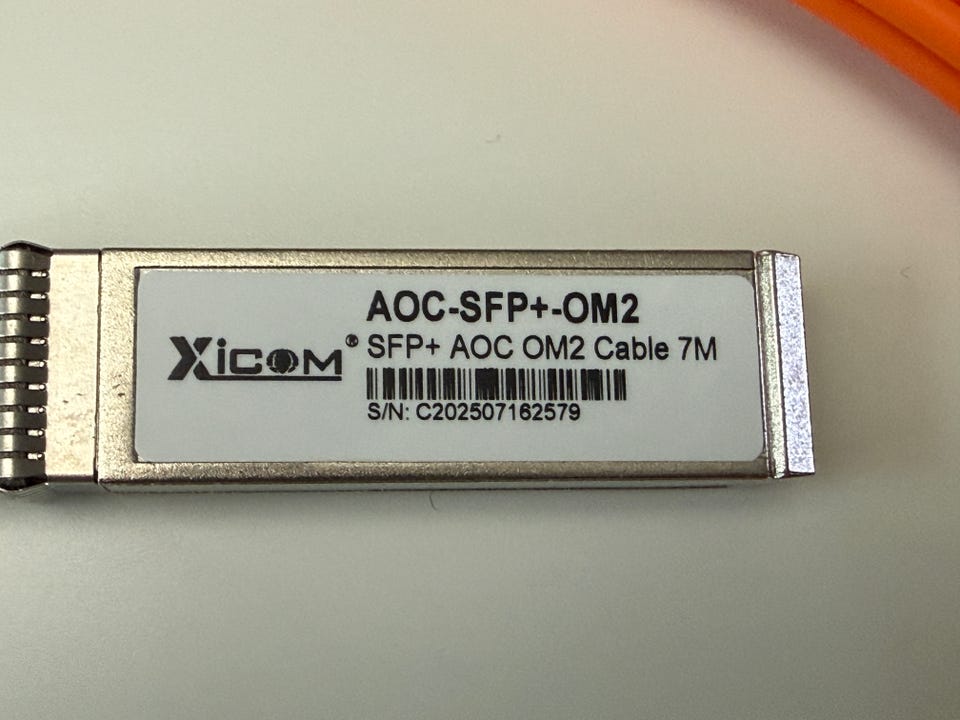 AOC-SFP+-OM2
XICOM®
SFP+ AOC OM2 Cable 7M
S/N: C202507162579